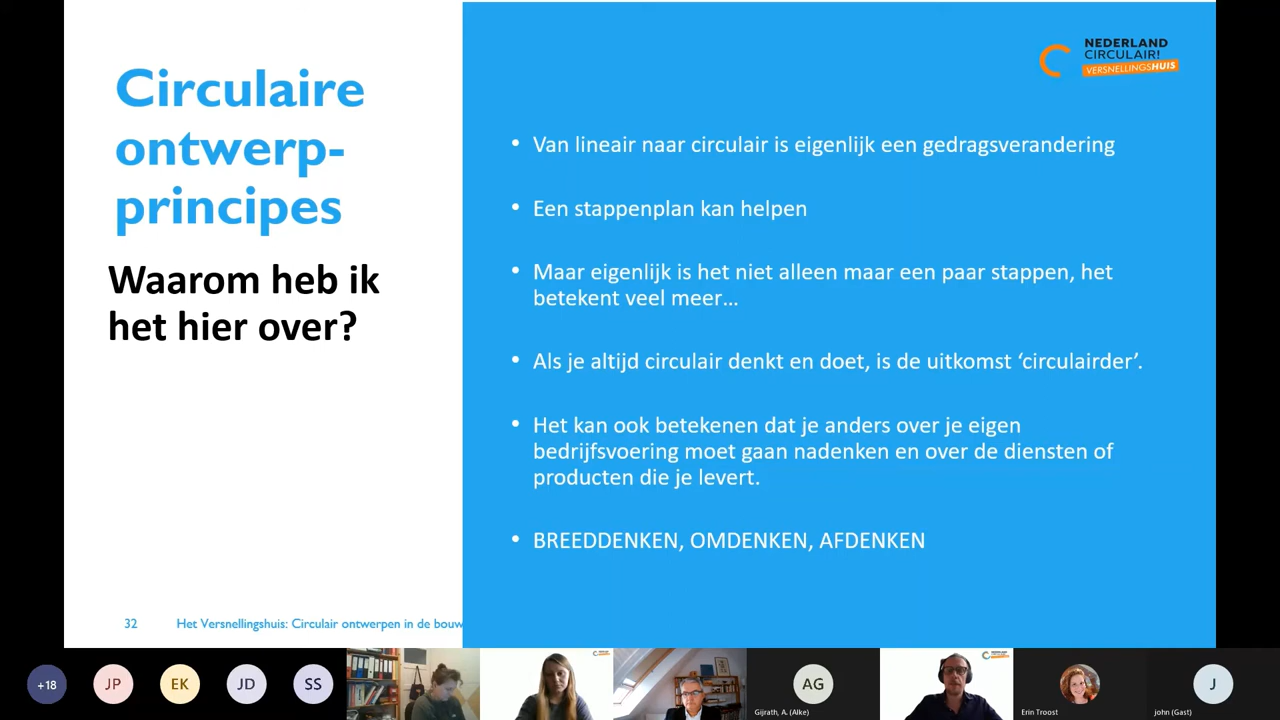 Circulaire
ontwerp-
principes
Waarom heb ik
het hier over?
NEDERLAND
CIRCULAIR!
VERSNELLINGSHUIS
• Van lineair naar circulair is eigenlijk een gedragsverandering
• Een stappenplan kan helpen
• Maar eigenlijk is het niet alleen maar een paar stappen, het
betekent veel meer…
• Als je altijd circulair denkt en doet, is de uitkomst ‘circulairder’.
• Het kan ook betekenen dat je anders over je eigen
bedrijfsvoering moet gaan nadenken en over de diensten of
producten die je levert.
• BREEDDENKEN, OMDENKEN, AFDENKEN
32 Het Versnellingshuis: Circulair ontwerpen in de bouw
+18
JP
EK
JD
SS
AG
Gijrath, A. (Alke)
Erin Troost
J
john (Gast)